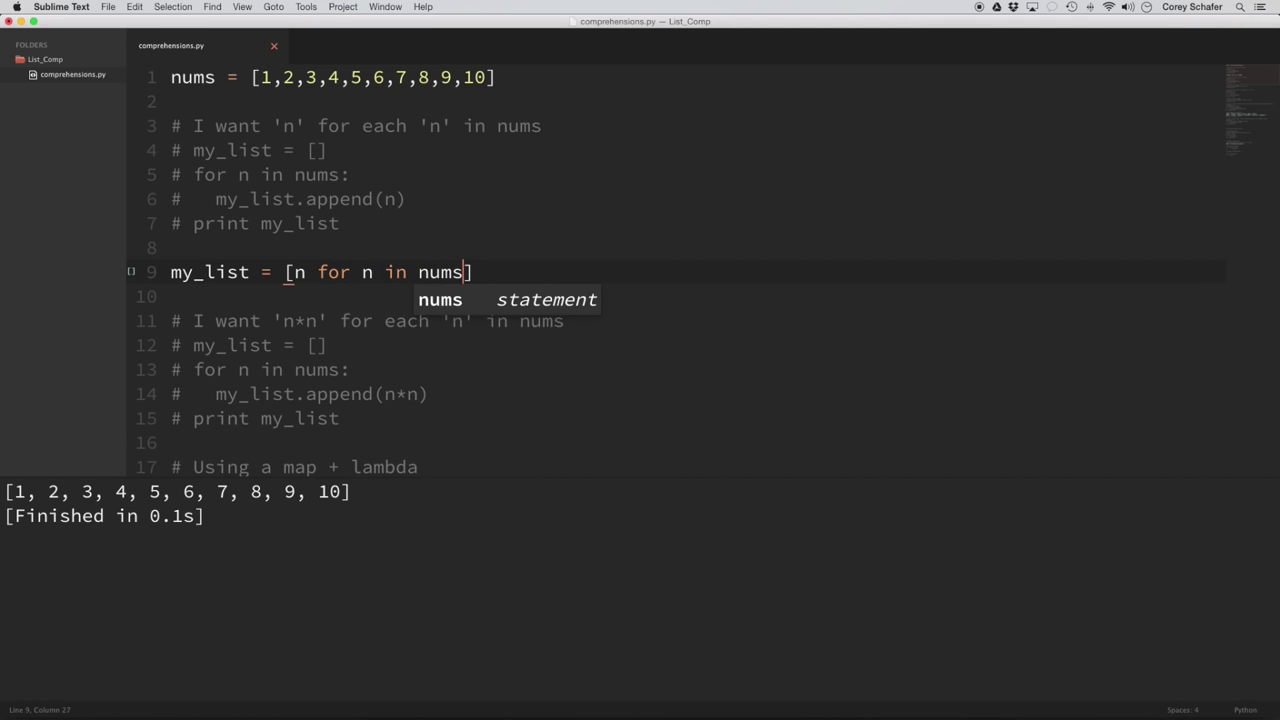 Sublime Text File Edit Selection Find View Goto Tools Project Window Help Corey Schafer
comprehensions.py — List_Comp
FOLDERS
List_Comp
comprehensions.py
comprehensions.py
1 nums = [1,2,3,4,5,6,7,8,9,10]
2
3 # I want 'n' for each 'n' in nums
4 # my_list = []
5 # for n in nums:
6 #   my_list.append(n)
7 # print my_list
8
[] 9 my_list = [n for n in nums]
nums statement
10
11 # I want 'n*n' for each 'n' in nums
12 # my_list = []
13 # for n in nums:
14 #   my_list.append(n*n)
15 # print my_list
16
17 # Using a map + lambda
[1, 2, 3, 4, 5, 6, 7, 8, 9, 10]
[Finished in 0.1s]
Line 9, Column 27 Spaces: 4 Python